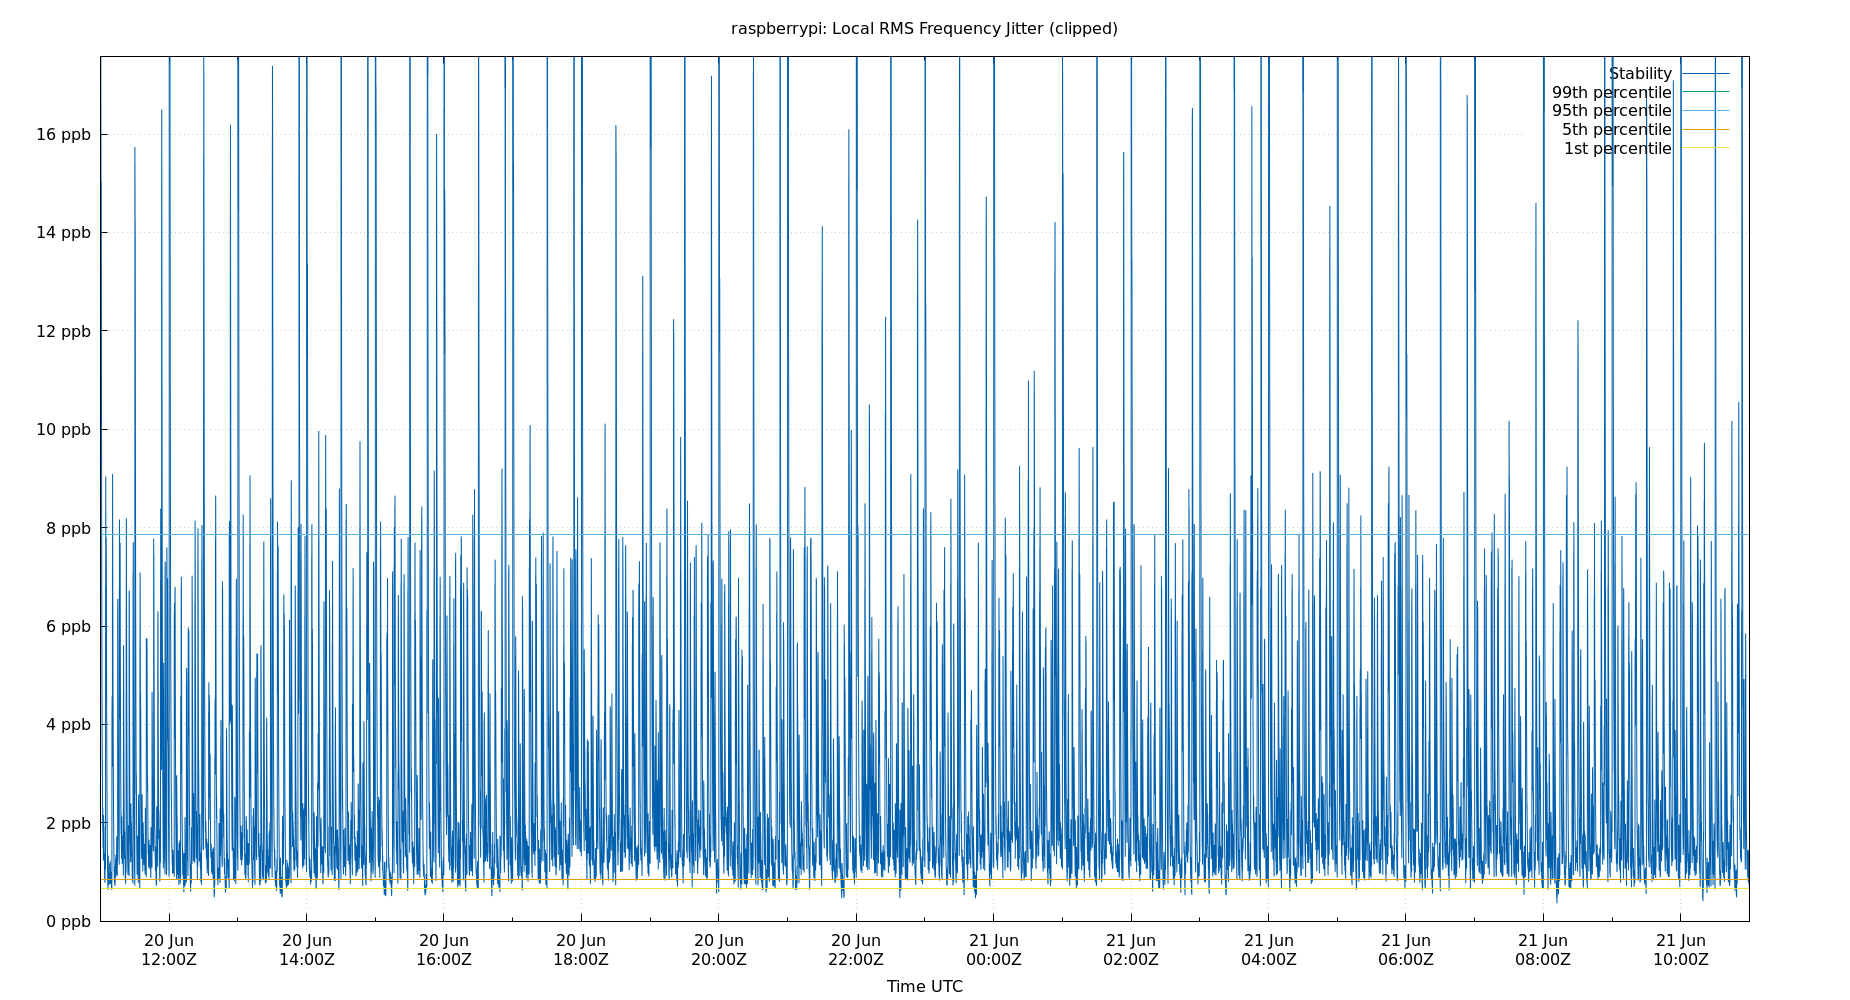 raspberrypi: Local RMS Frequency Jitter (clipped)
Stability
99th percentile
95th percentile
5th percentile
1st percentile
16 ppb
14 ppb
12 ppb
10 ppb
8 ppb
6 ppb
4 ppb
2 ppb
0 ppb
20 Jun 20 Jun 20 Jun 20 Jun 20 Jun 20 Jun 21 Jun 21 Jun 21 Jun 21 Jun 21 Jun 21 Jun
12:00Z 14:00Z 16:00Z 18:00Z 20:00Z 22:00Z 00:00Z 02:00Z 04:00Z 06:00Z 08:00Z 10:00Z
Time UTC